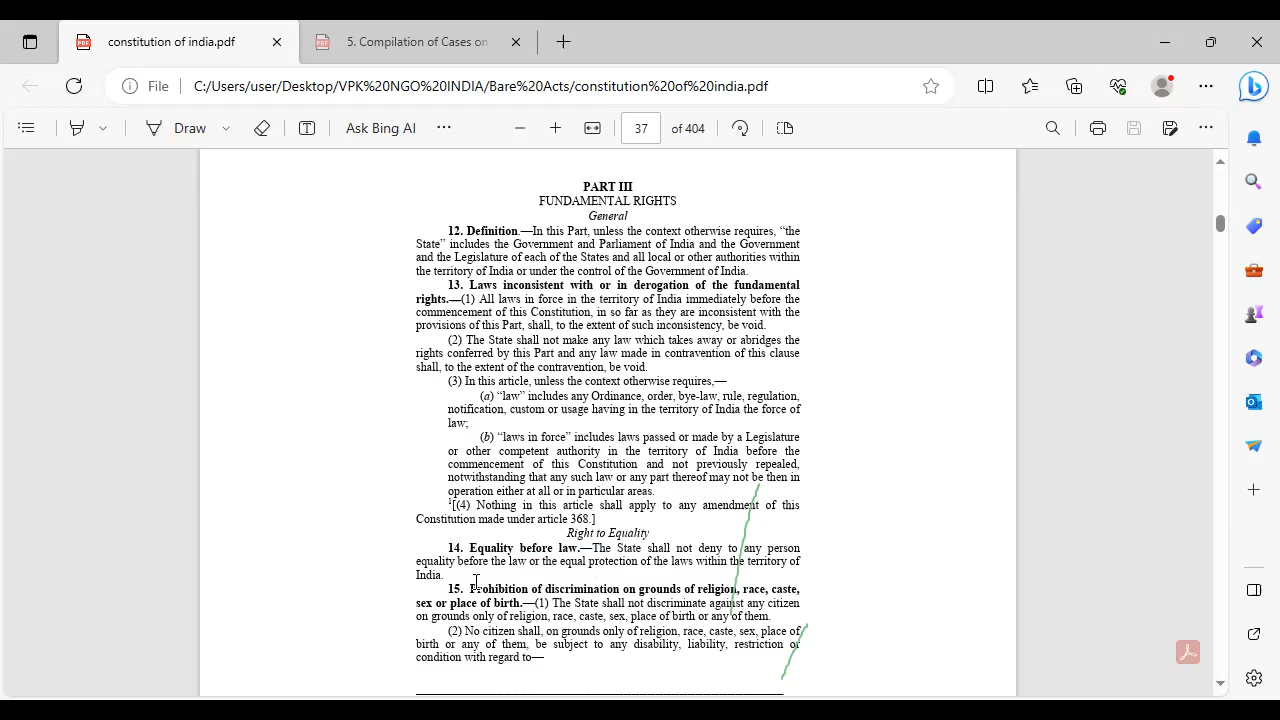 constitution of india.pdf
5. Compilation of Cases on
File
C:/Users/user/Desktop/VPK%20NGO%20INDIA/Bare%20Acts/constitution%20of%20india.pdf
Draw
Ask Bing AI
37
of 404
PART III
FUNDAMENTAL RIGHTS
General
12. Definition.—In this Part, unless the context otherwise requires, “the
State” includes the Government and Parliament of India and the Government
and the Legislature of each of the States and all local or other authorities within
the territory of India or under the control of the Government of India.
13. Laws inconsistent with or in derogation of the fundamental
rights.—(1) All laws in force in the territory of India immediately before the
commencement of this Constitution, in so far as they are inconsistent with the
provisions of this Part, shall, to the extent of such inconsistency, be void.
(2) The State shall not make any law which takes away or abridges the
rights conferred by this Part and any law made in contravention of this clause
shall, to the extent of the contravention, be void.
(3) In this article, unless the context otherwise requires,—
(a) “law” includes any Ordinance, order, bye-law, rule, regulation,
notification, custom or usage having in the territory of India the force of
law;
(b) “laws in force” includes laws passed or made by a Legislature
or other competent authority in the territory of India before the
commencement of this Constitution and not previously repealed,
notwithstanding that any such law or any part thereof may not be then in
operation either at all or in particular areas.
1[(4) Nothing in this article shall apply to any amendment of this
Constitution made under article 368.]
Right to Equality
14. Equality before law.—The State shall not deny to any person
equality before the law or the equal protection of the laws within the territory of
India.
15. Prohibition of discrimination on grounds of religion, race, caste,
sex or place of birth.—(1) The State shall not discriminate against any citizen
on grounds only of religion, race, caste, sex, place of birth or any of them.
(2) No citizen shall, on grounds only of religion, race, caste, sex, place of
birth or any of them, be subject to any disability, liability, restriction or
condition with regard to—